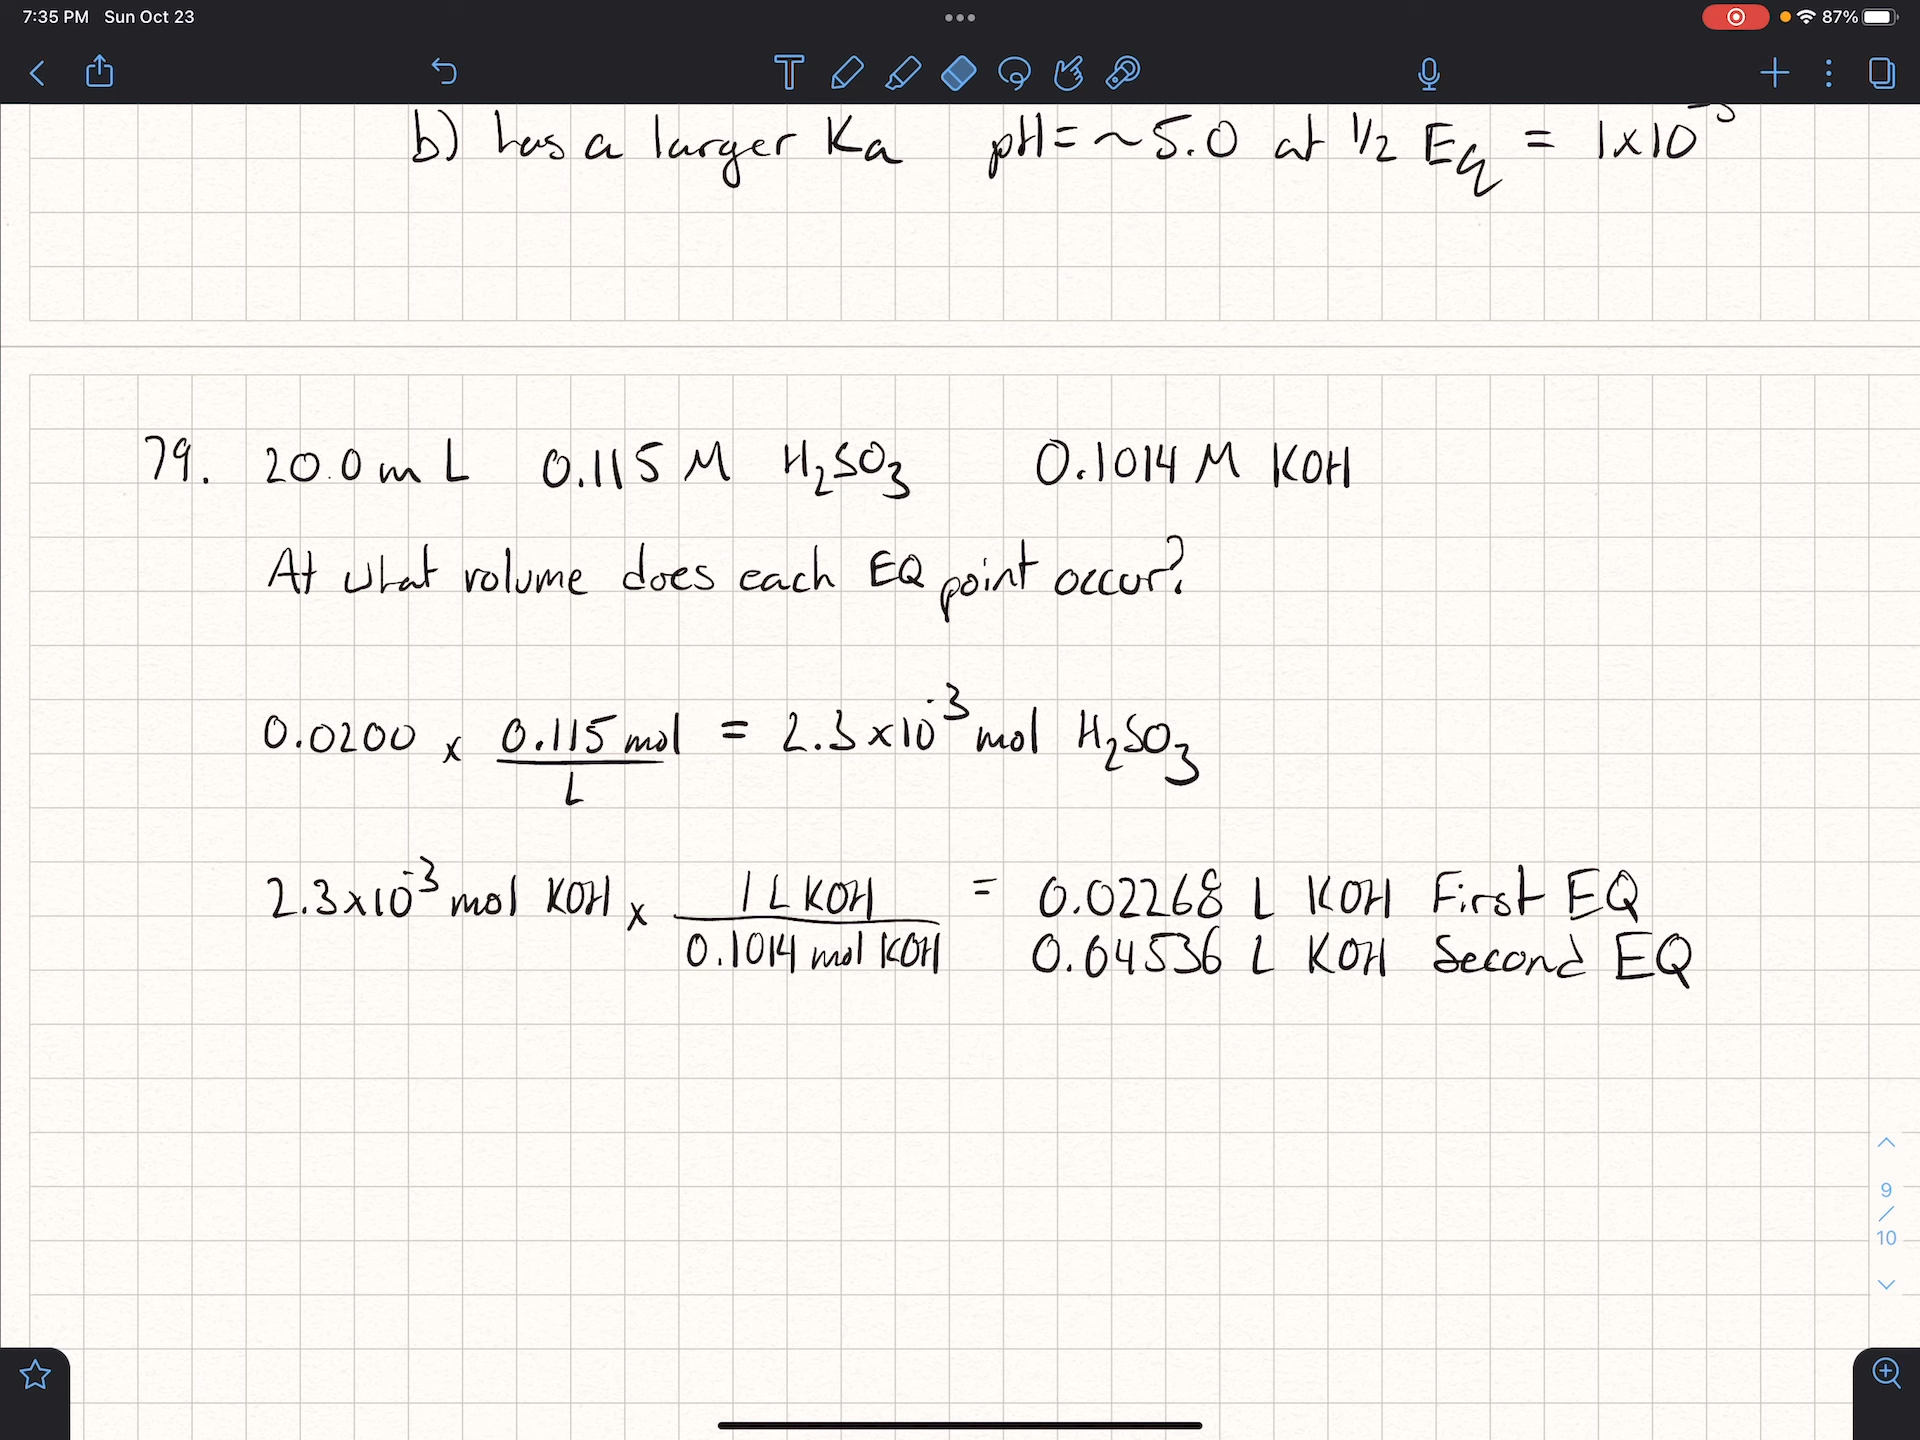 7:35 PM Sun Oct 23
87%
b) has a larger Ka pH = ~5.0 at 1/2 Eq = 1x10
79. 20.0 mL 0.115 M H₂SO₃ 0.1014 M KOH
At what volume does each EQ point occur?
0.0200 x 0.115 mol / L = 2.3x10⁻³ mol H₂SO₃
2.3x10⁻³ mol KOH x 1 L KOH / 0.1014 mol KOH = 0.02268 L KOH First EQ
0.04536 L KOH Second EQ
9
/
10